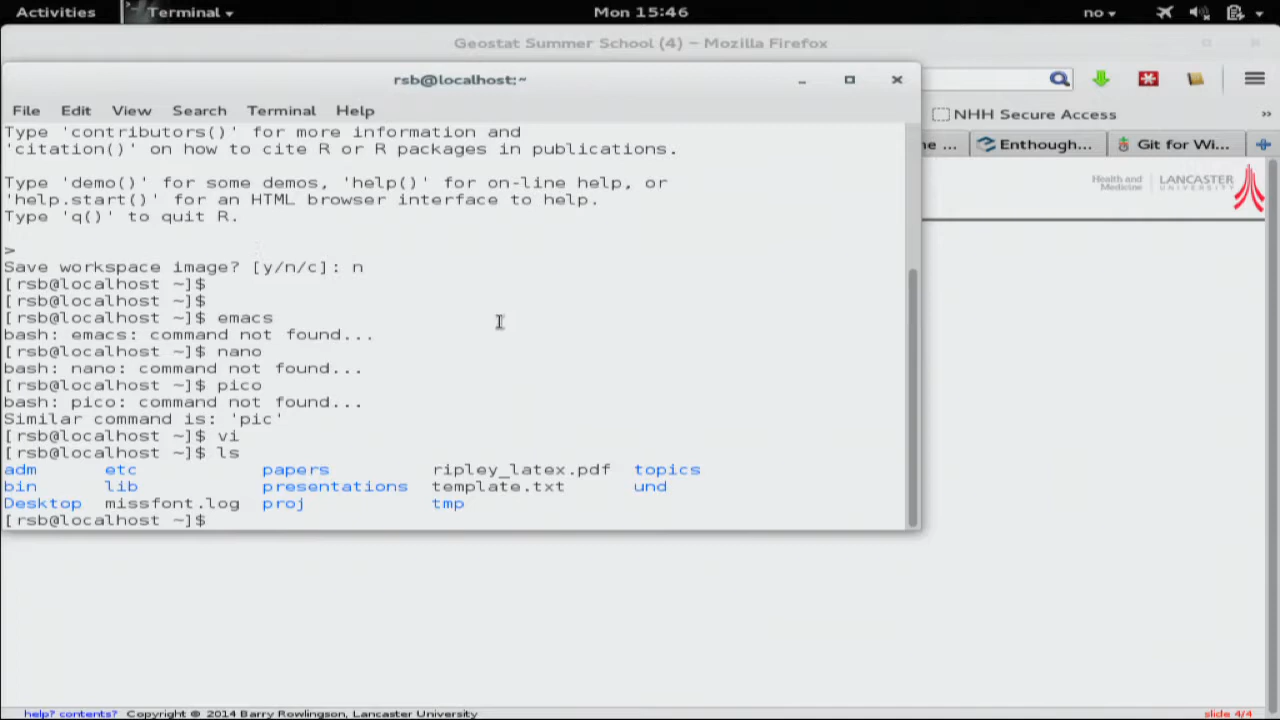 Activities Terminal Mon 15:46 no
Geostat Summer School (4) – Mozilla Firefox
rsb@localhost:~
File Edit View Search Terminal Help
NHH Secure Access »
ne ... Enthough... Git for Wi...
Health and Medicine
LANCASTER UNIVERSITY
Type 'contributors()' for more information and
'citation()' on how to cite R or R packages in publications.
Type 'demo()' for some demos, 'help()' for on-line help, or
'help.start()' for an HTML browser interface to help.
Type 'q()' to quit R.
>
Save workspace image? [y/n/c]: n
[rsb@localhost ~]$
[rsb@localhost ~]$
[rsb@localhost ~]$ emacs
bash: emacs: command not found...
[rsb@localhost ~]$ nano
bash: nano: command not found...
[rsb@localhost ~]$ pico
bash: pico: command not found...
Similar command is: 'pic'
[rsb@localhost ~]$ vi
[rsb@localhost ~]$ ls
adm etc papers ripley_latex.pdf topics
bin lib presentations template.txt und
Desktop missfont.log proj tmp
[rsb@localhost ~]$
help? contents? Copyright © 2014 Barry Rowlingson, Lancaster University slide 4/4